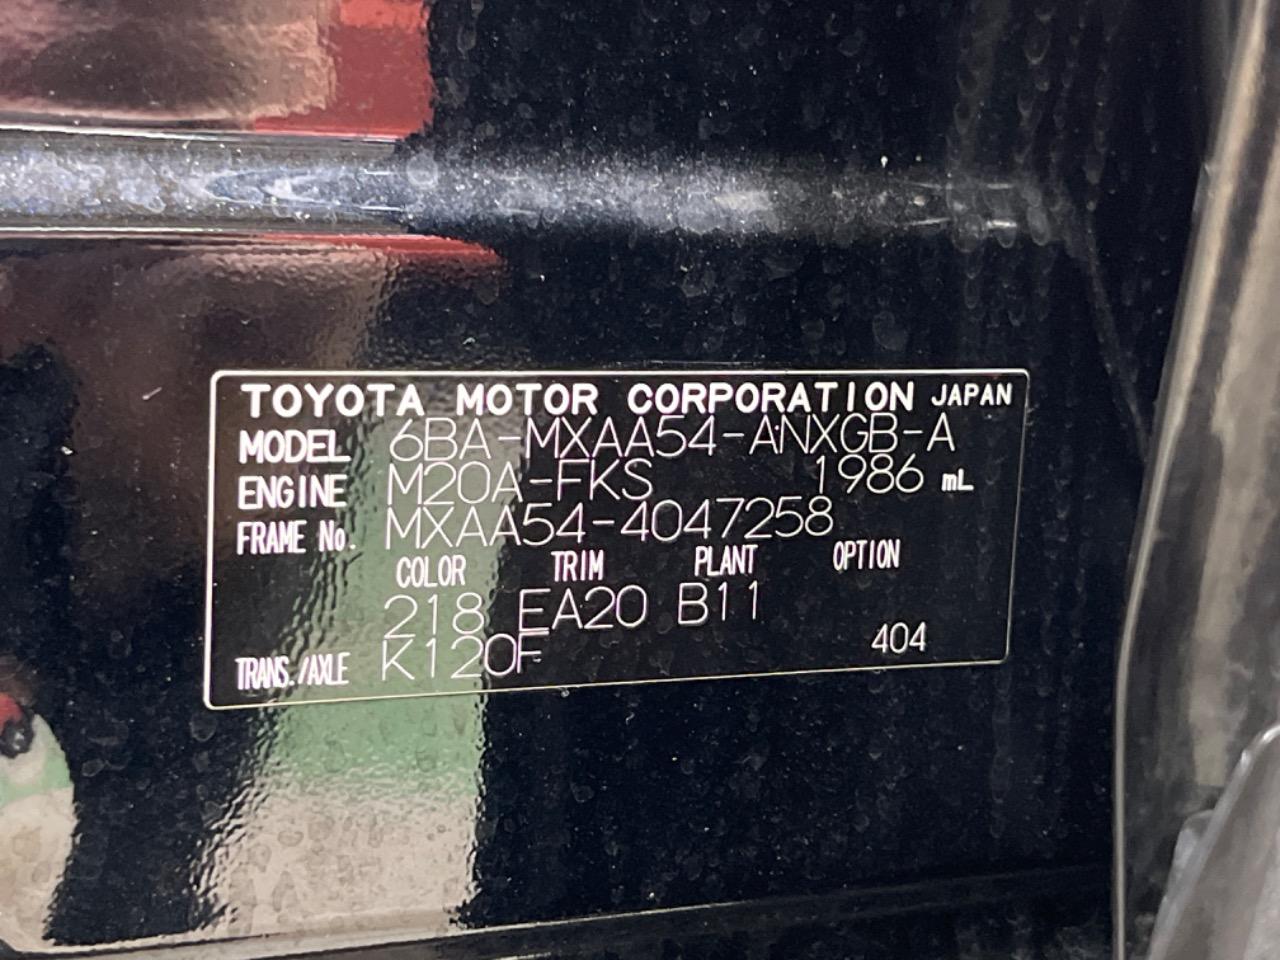 TOYOTA MOTOR CORPORATION JAPAN
MODEL 6BA-MXAA54-ANXGB-A
ENGINE M20A-FKS 1986 mL
FRAME No. MXAA54-4047258
COLOR TRIM PLANT OPTION
218 EA20 B11
TRANS./AXLE K120F 404